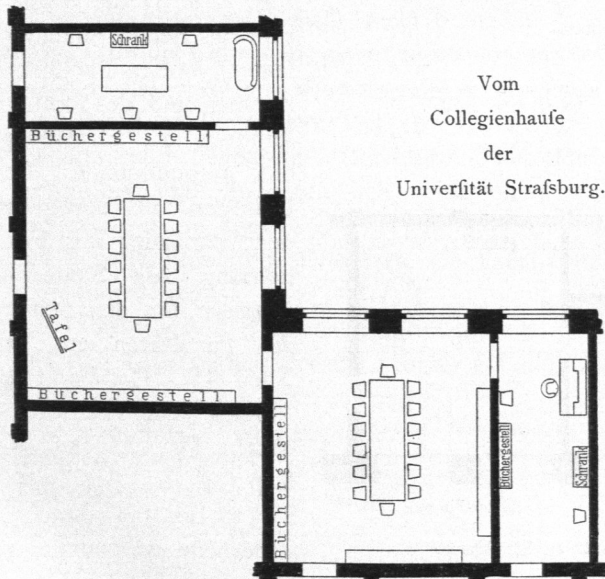 Schrank
Büchergestell
Vom
Collegienhauſe
der
Univerſität Straſsburg.
Tafel
Büchergestell
Büchergestell
Büchergestell
Schrank